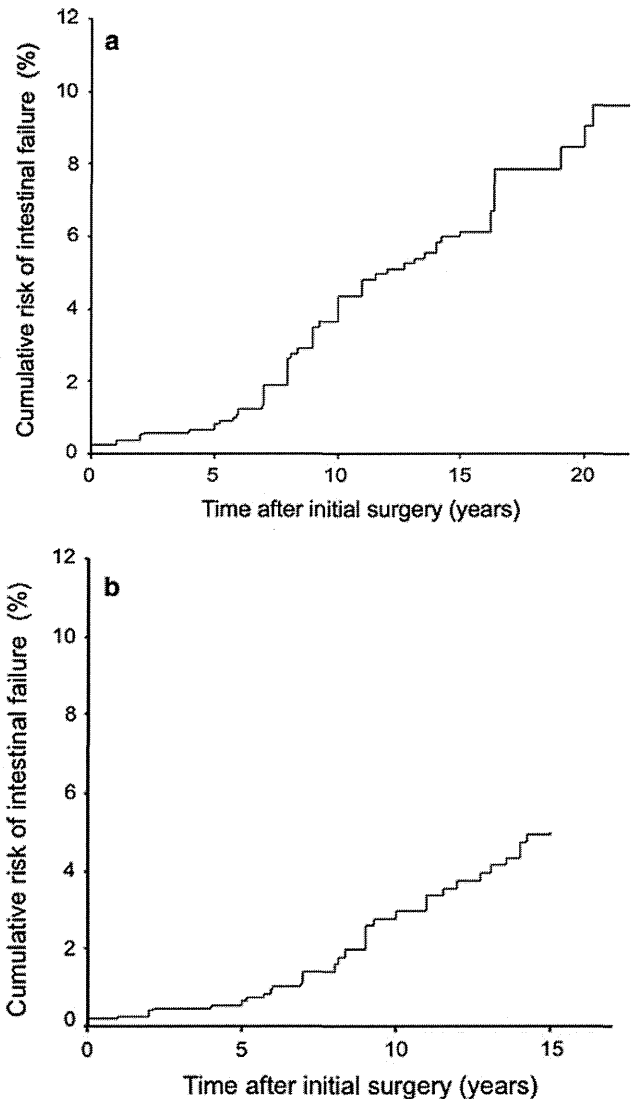 a
Cumulative risk of intestinal failure (%)
12
10
8
6
4
2
0
0 5 10 15 20
Time after initial surgery (years)
b
Cumulative risk of intestinal failure (%)
12
10
8
6
4
2
0
0 5 10 15
Time after initial surgery (years)